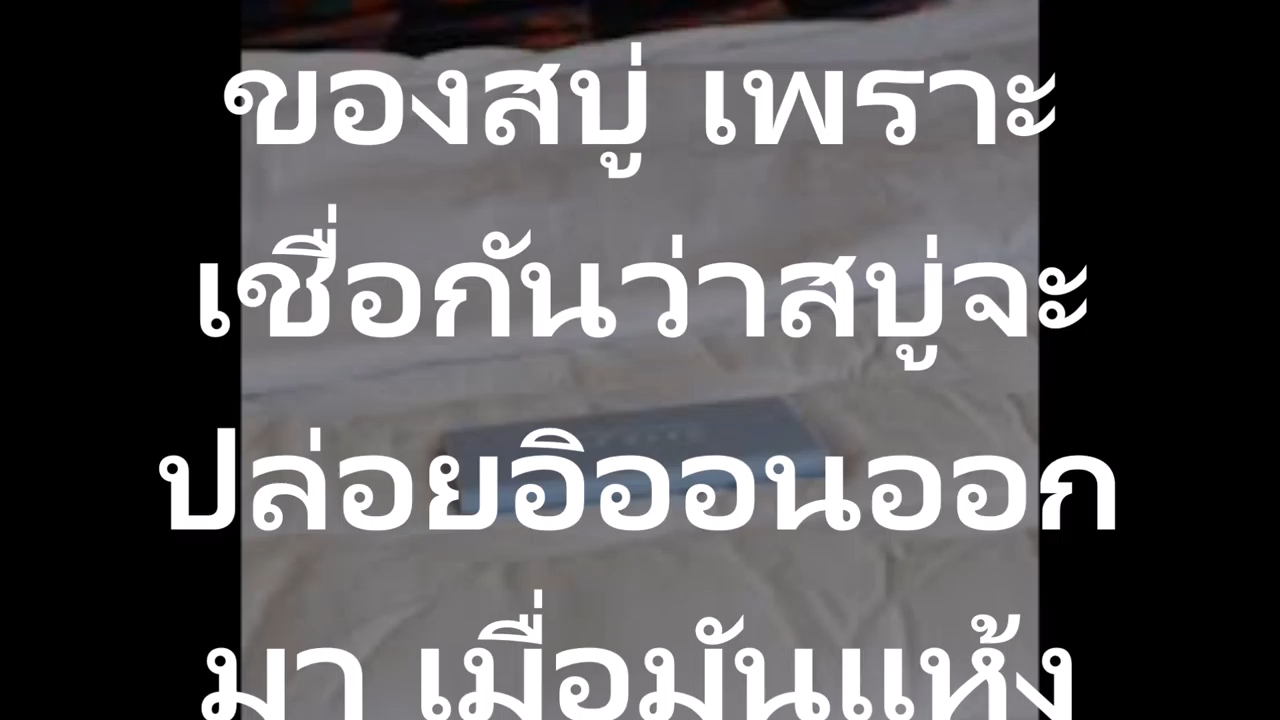 ของสบู่ เพราะ
เชื่อกันว่าสบู่จะ
ปล่อยอิออนออก
มา เมื่อมันแห้ง